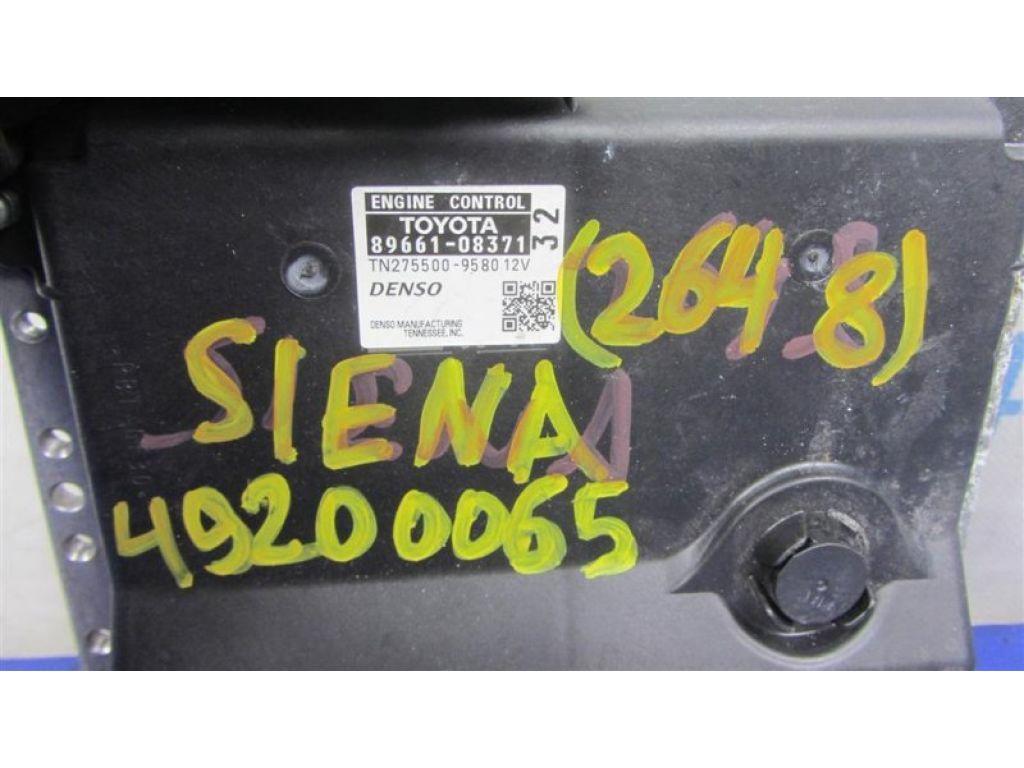 ENGINE CONTROL
TOYOTA
89661-08371
32
TN275500-9580 12V
DENSO
DENSO MANUFACTURING
TENNESSEE, INC.
(264 8)
SIENA
49200065